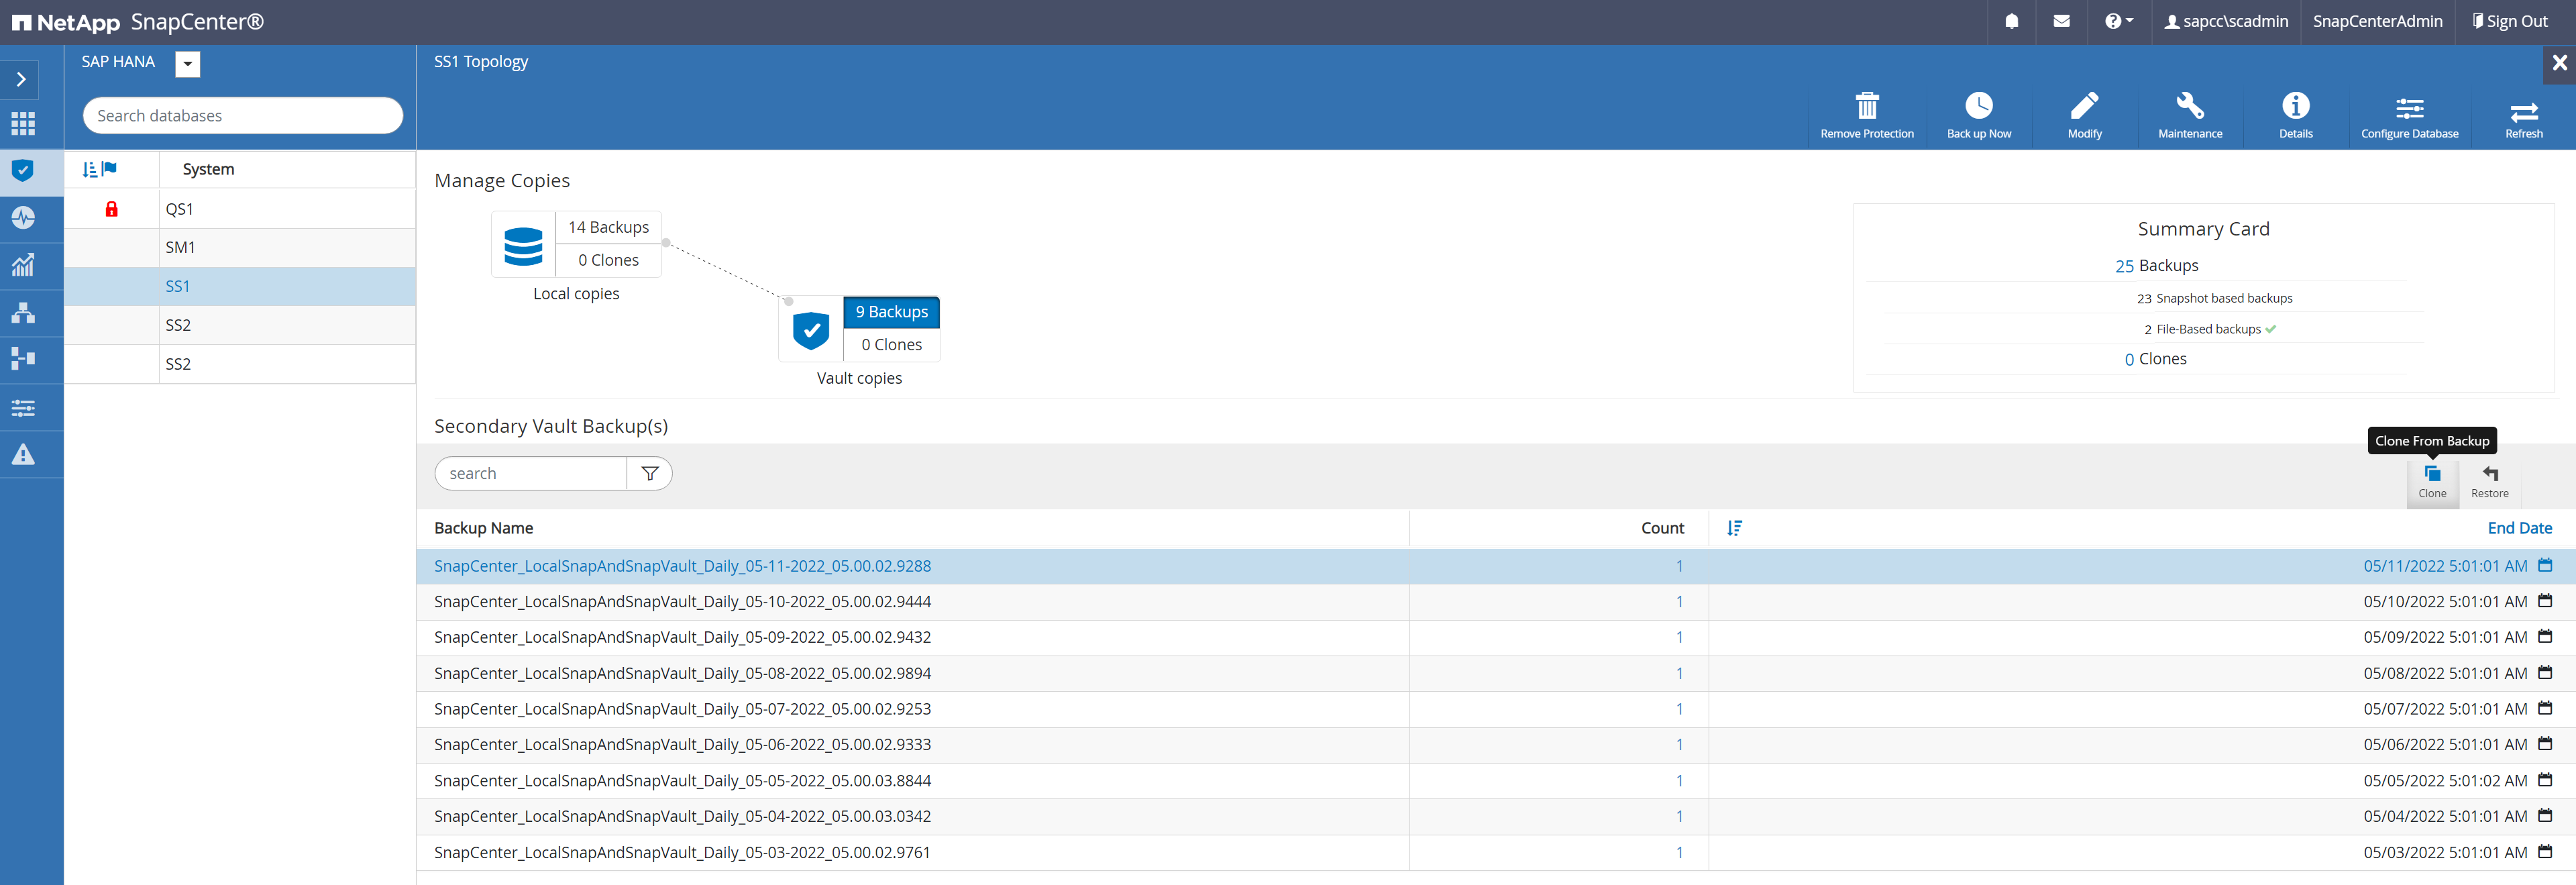 NetApp SnapCenter®
sapcc\scadmin
SnapCenterAdmin
Sign Out
SAP HANA
Search databases
System
QS1
SM1
SS1
SS2
SS2
SS1 Topology
Remove Protection
Back up Now
Modify
Maintenance
Details
Configure Database
Refresh
Manage Copies
14 Backups
0 Clones
Local copies
9 Backups
0 Clones
Vault copies
Summary Card
25 Backups
23 Snapshot based backups
2 File-Based backups
0 Clones
Secondary Vault Backup(s)
Clone From Backup
search
Clone
Restore
Backup Name Count End Date
SnapCenter_LocalSnapAndSnapVault_Daily_05-11-2022_05.00.02.9288 1 05/11/2022 5:01:01 AM
SnapCenter_LocalSnapAndSnapVault_Daily_05-10-2022_05.00.02.9444 1 05/10/2022 5:01:01 AM
SnapCenter_LocalSnapAndSnapVault_Daily_05-09-2022_05.00.02.9432 1 05/09/2022 5:01:01 AM
SnapCenter_LocalSnapAndSnapVault_Daily_05-08-2022_05.00.02.9894 1 05/08/2022 5:01:01 AM
SnapCenter_LocalSnapAndSnapVault_Daily_05-07-2022_05.00.02.9253 1 05/07/2022 5:01:01 AM
SnapCenter_LocalSnapAndSnapVault_Daily_05-06-2022_05.00.02.9333 1 05/06/2022 5:01:01 AM
SnapCenter_LocalSnapAndSnapVault_Daily_05-05-2022_05.00.03.8844 1 05/05/2022 5:01:02 AM
SnapCenter_LocalSnapAndSnapVault_Daily_05-04-2022_05.00.03.0342 1 05/04/2022 5:01:01 AM
SnapCenter_LocalSnapAndSnapVault_Daily_05-03-2022_05.00.02.9761 1 05/03/2022 5:01:01 AM